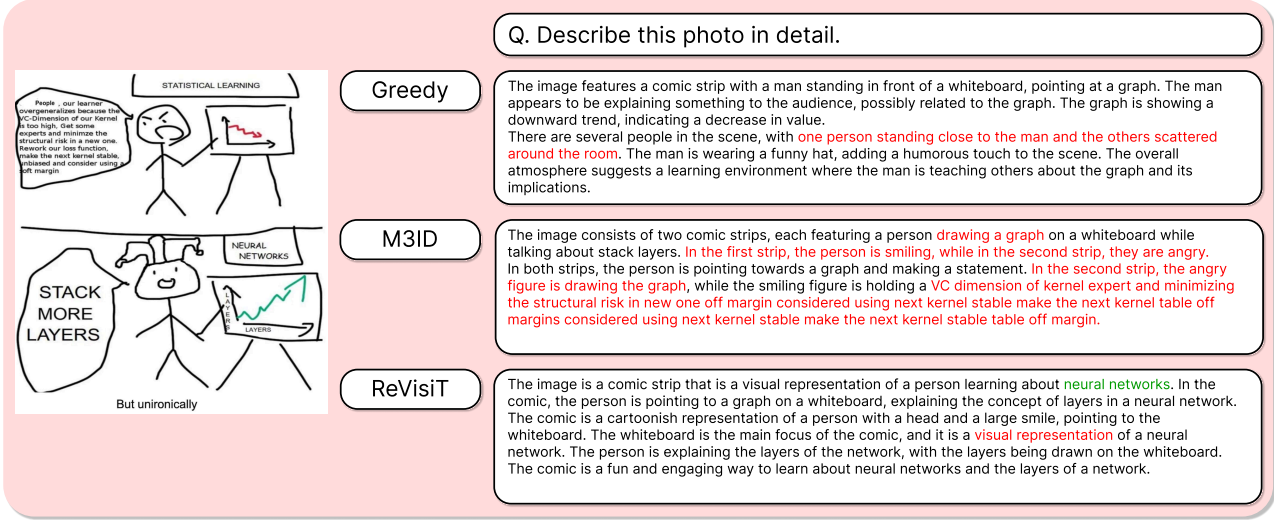 Q. Describe this photo in detail.
STATISTICAL LEARNING
People , our learner
overgeneralizes because the
VC-Dimension of our Kernel
is too high, Get some
experts and minimze the
structural risk in a new one.
Rework our loss function,
make the next kernel stable,
unbiased and consider using a
soft margin
NEURAL
NETWORKS
STACK
MORE
LAYERS
LAYERS
LAYERS
But unironically
Greedy
The image features a comic strip with a man standing in front of a whiteboard, pointing at a graph. The man
appears to be explaining something to the audience, possibly related to the graph. The graph is showing a
downward trend, indicating a decrease in value.
There are several people in the scene, with one person standing close to the man and the others scattered
around the room. The man is wearing a funny hat, adding a humorous touch to the scene. The overall
atmosphere suggests a learning environment where the man is teaching others about the graph and its
implications.
M3ID
The image consists of two comic strips, each featuring a person drawing a graph on a whiteboard while
talking about stack layers. In the first strip, the person is smiling, while in the second strip, they are angry.
In both strips, the person is pointing towards a graph and making a statement. In the second strip, the angry
figure is drawing the graph, while the smiling figure is holding a VC dimension of kernel expert and minimizing
the structural risk in new one off margin considered using next kernel stable make the next kernel table off
margins considered using next kernel stable make the next kernel stable table off margin.
ReVisiT
The image is a comic strip that is a visual representation of a person learning about neural networks. In the
comic, the person is pointing to a graph on a whiteboard, explaining the concept of layers in a neural network.
The comic is a cartoonish representation of a person with a head and a large smile, pointing to the
whiteboard. The whiteboard is the main focus of the comic, and it is a visual representation of a neural
network. The person is explaining the layers of the network, with the layers being drawn on the whiteboard.
The comic is a fun and engaging way to learn about neural networks and the layers of a network.